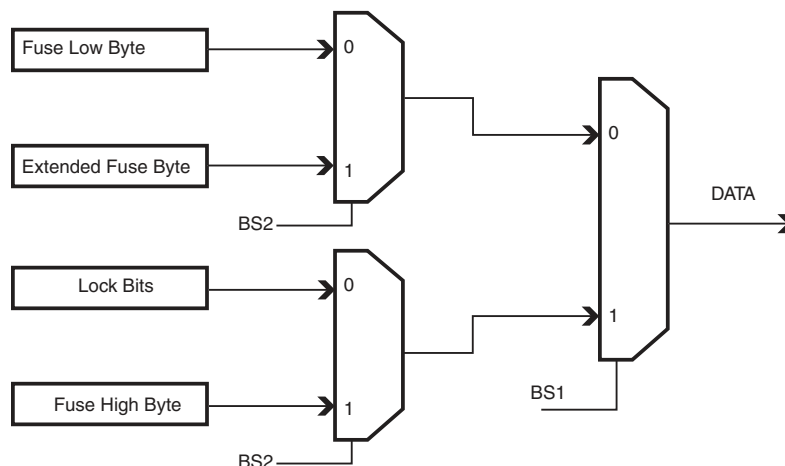 Fuse Low Byte
0
Extended Fuse Byte
1
BS2
0
DATA
Lock Bits
0
1
Fuse High Byte
1
BS1
BS2